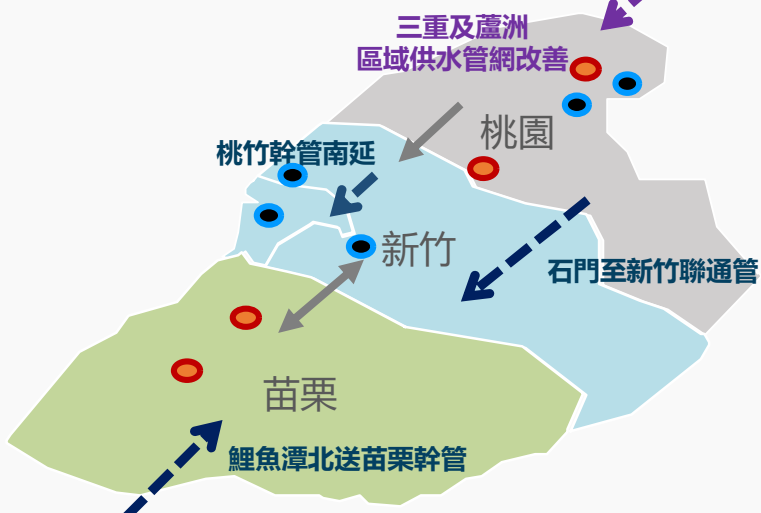 三重及蘆洲
區域供水管網改善
桃園
桃竹幹管南延
新竹
石門至新竹聯通管
苗栗
鯉魚潭北送苗栗幹管